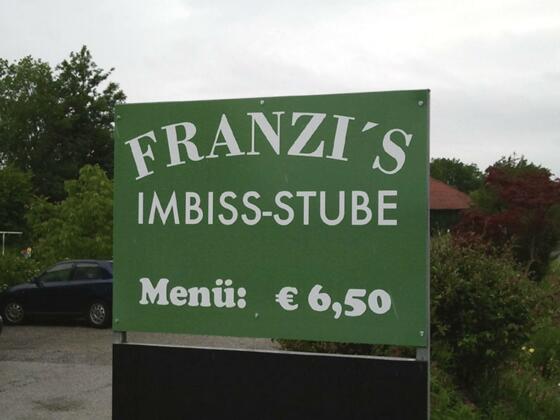 FRANZI´S
IMBISS-STUBE
Menü: € 6,50